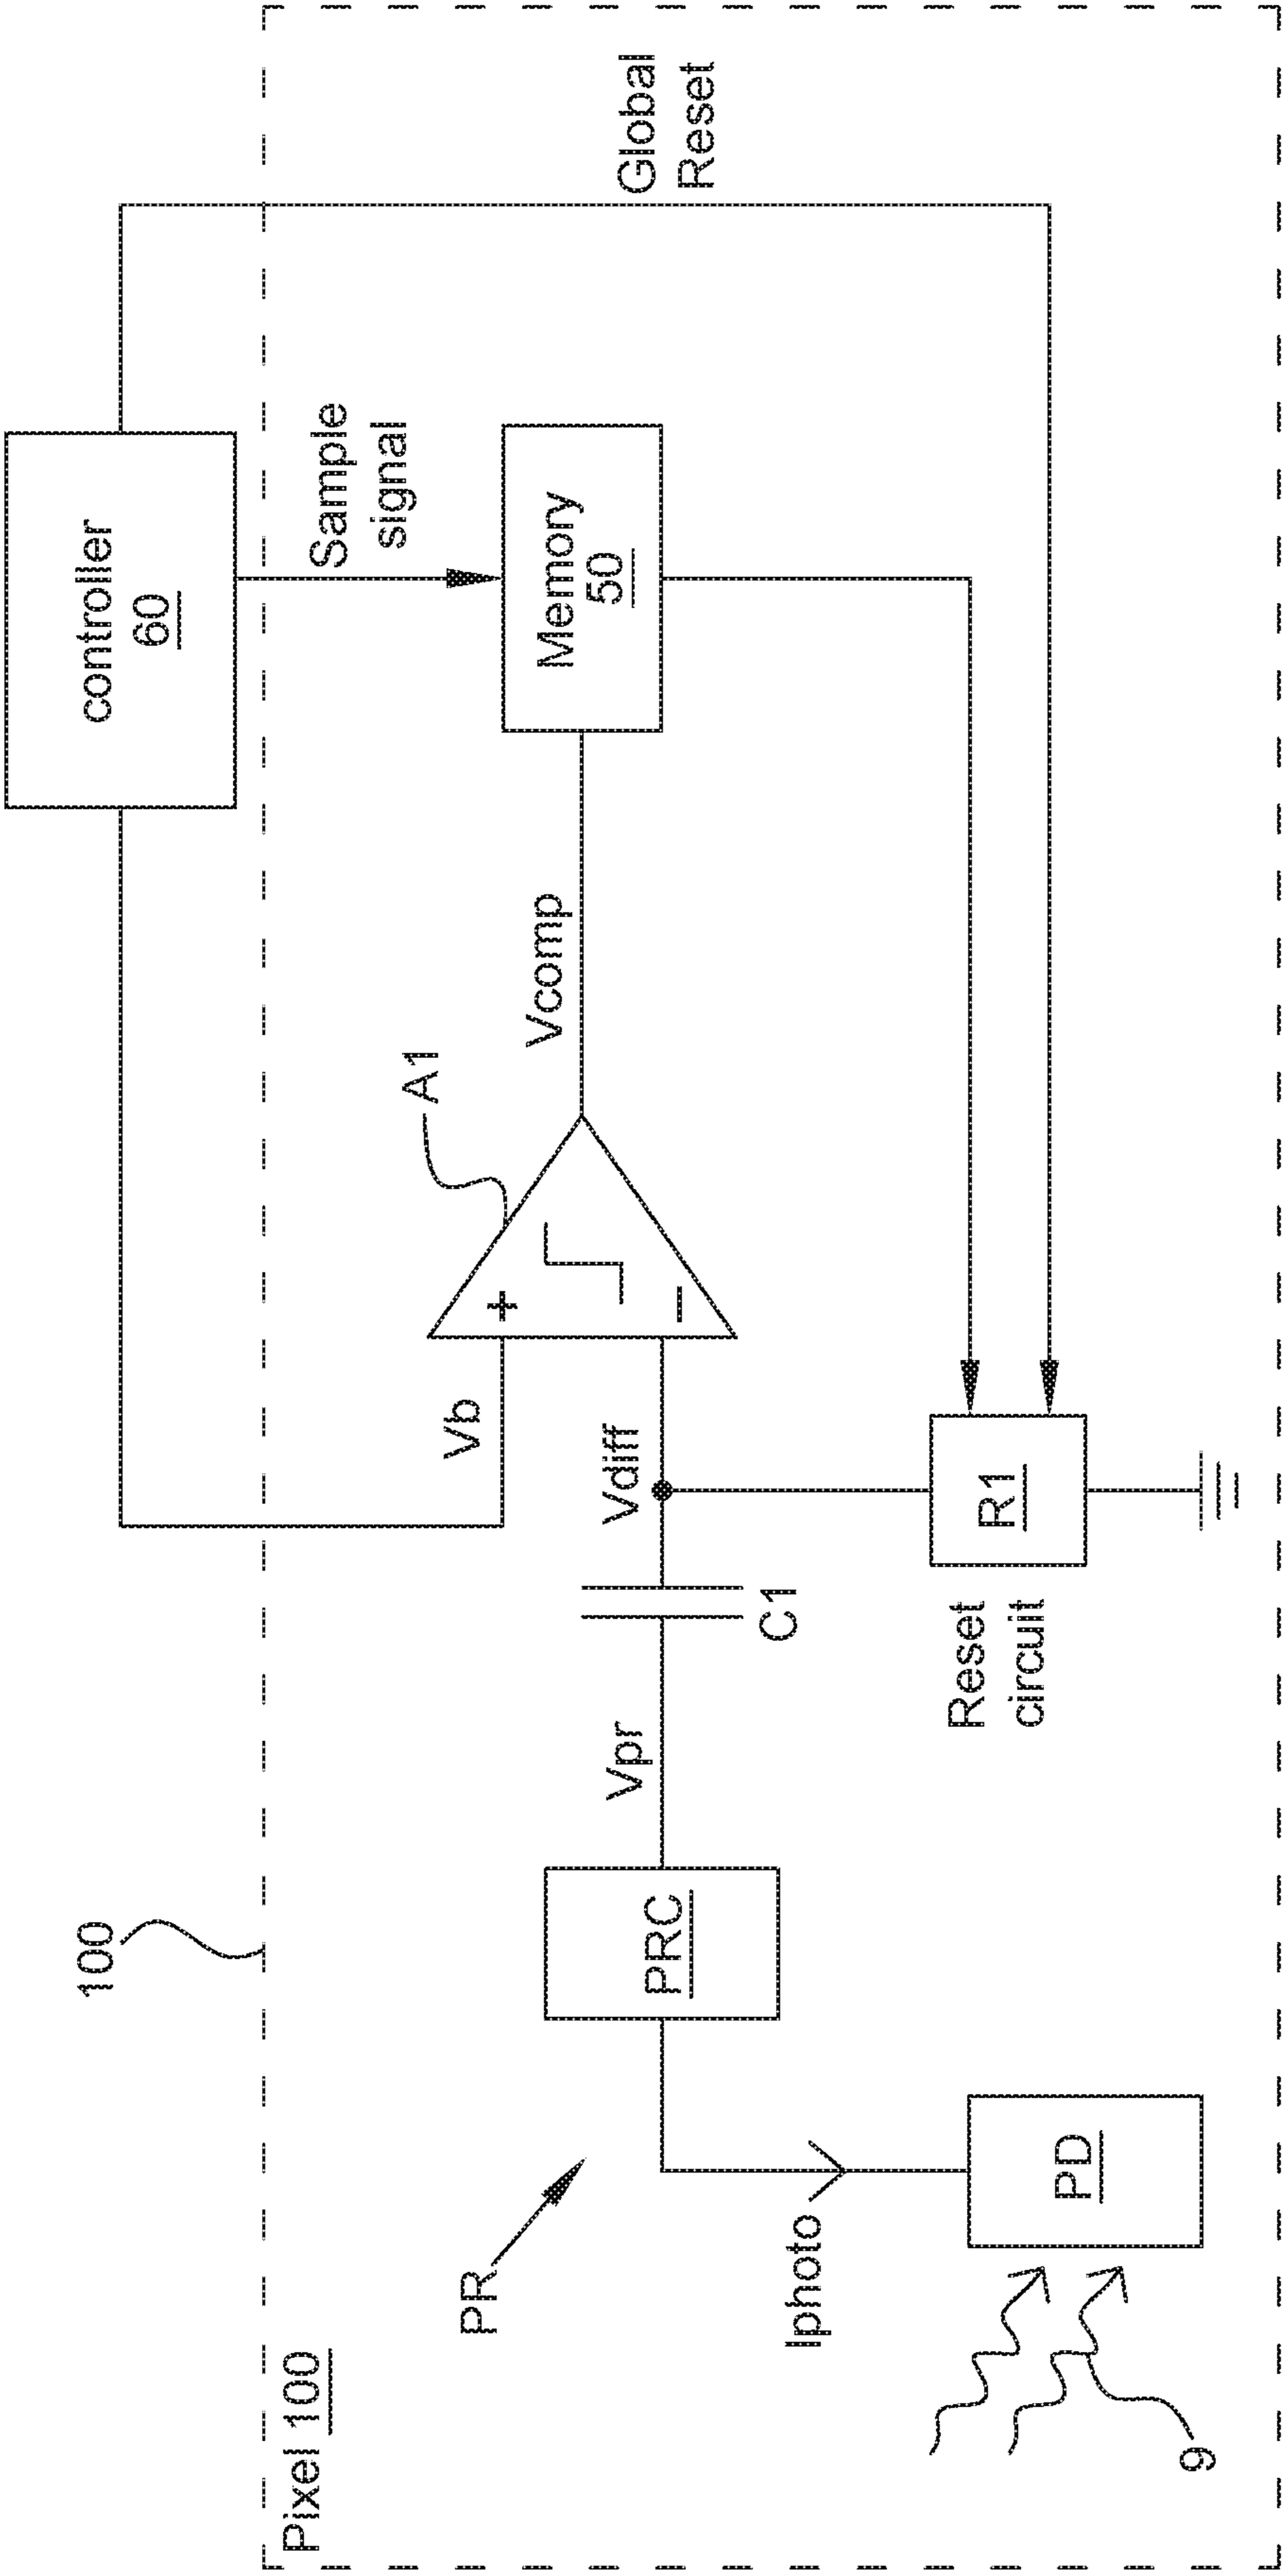 controller
60
100
Pixel 100
Sample
signal
Global
Reset
PR
A1
Vb
Vcomp
Memory
50
Vpr
Vdiff
+
−
PRC
C1
Iphoto
Reset
circuit
R1
PD
9